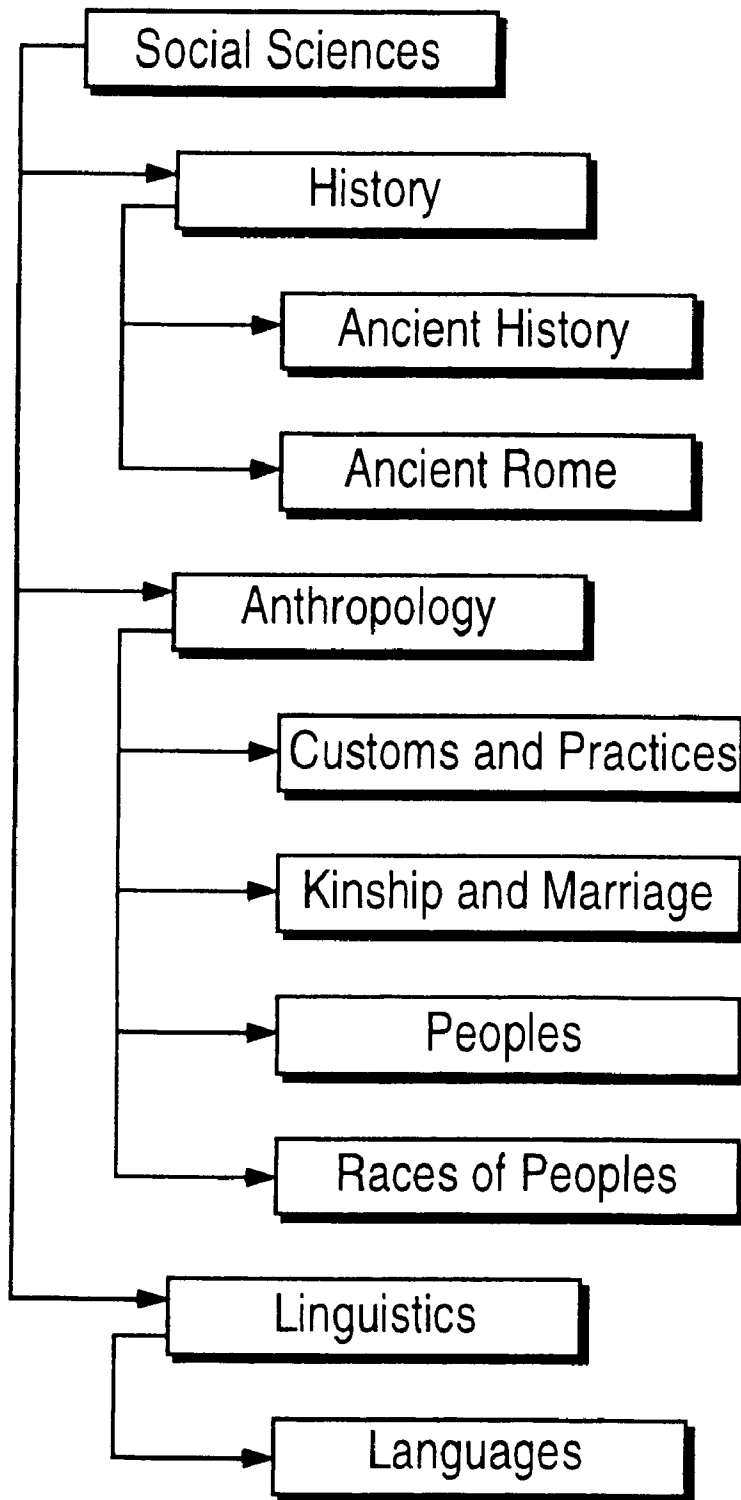 Social Sciences
History
Ancient History
Ancient Rome
Anthropology
Customs and Practices
Kinship and Marriage
Peoples
Races of Peoples
Linguistics
Languages